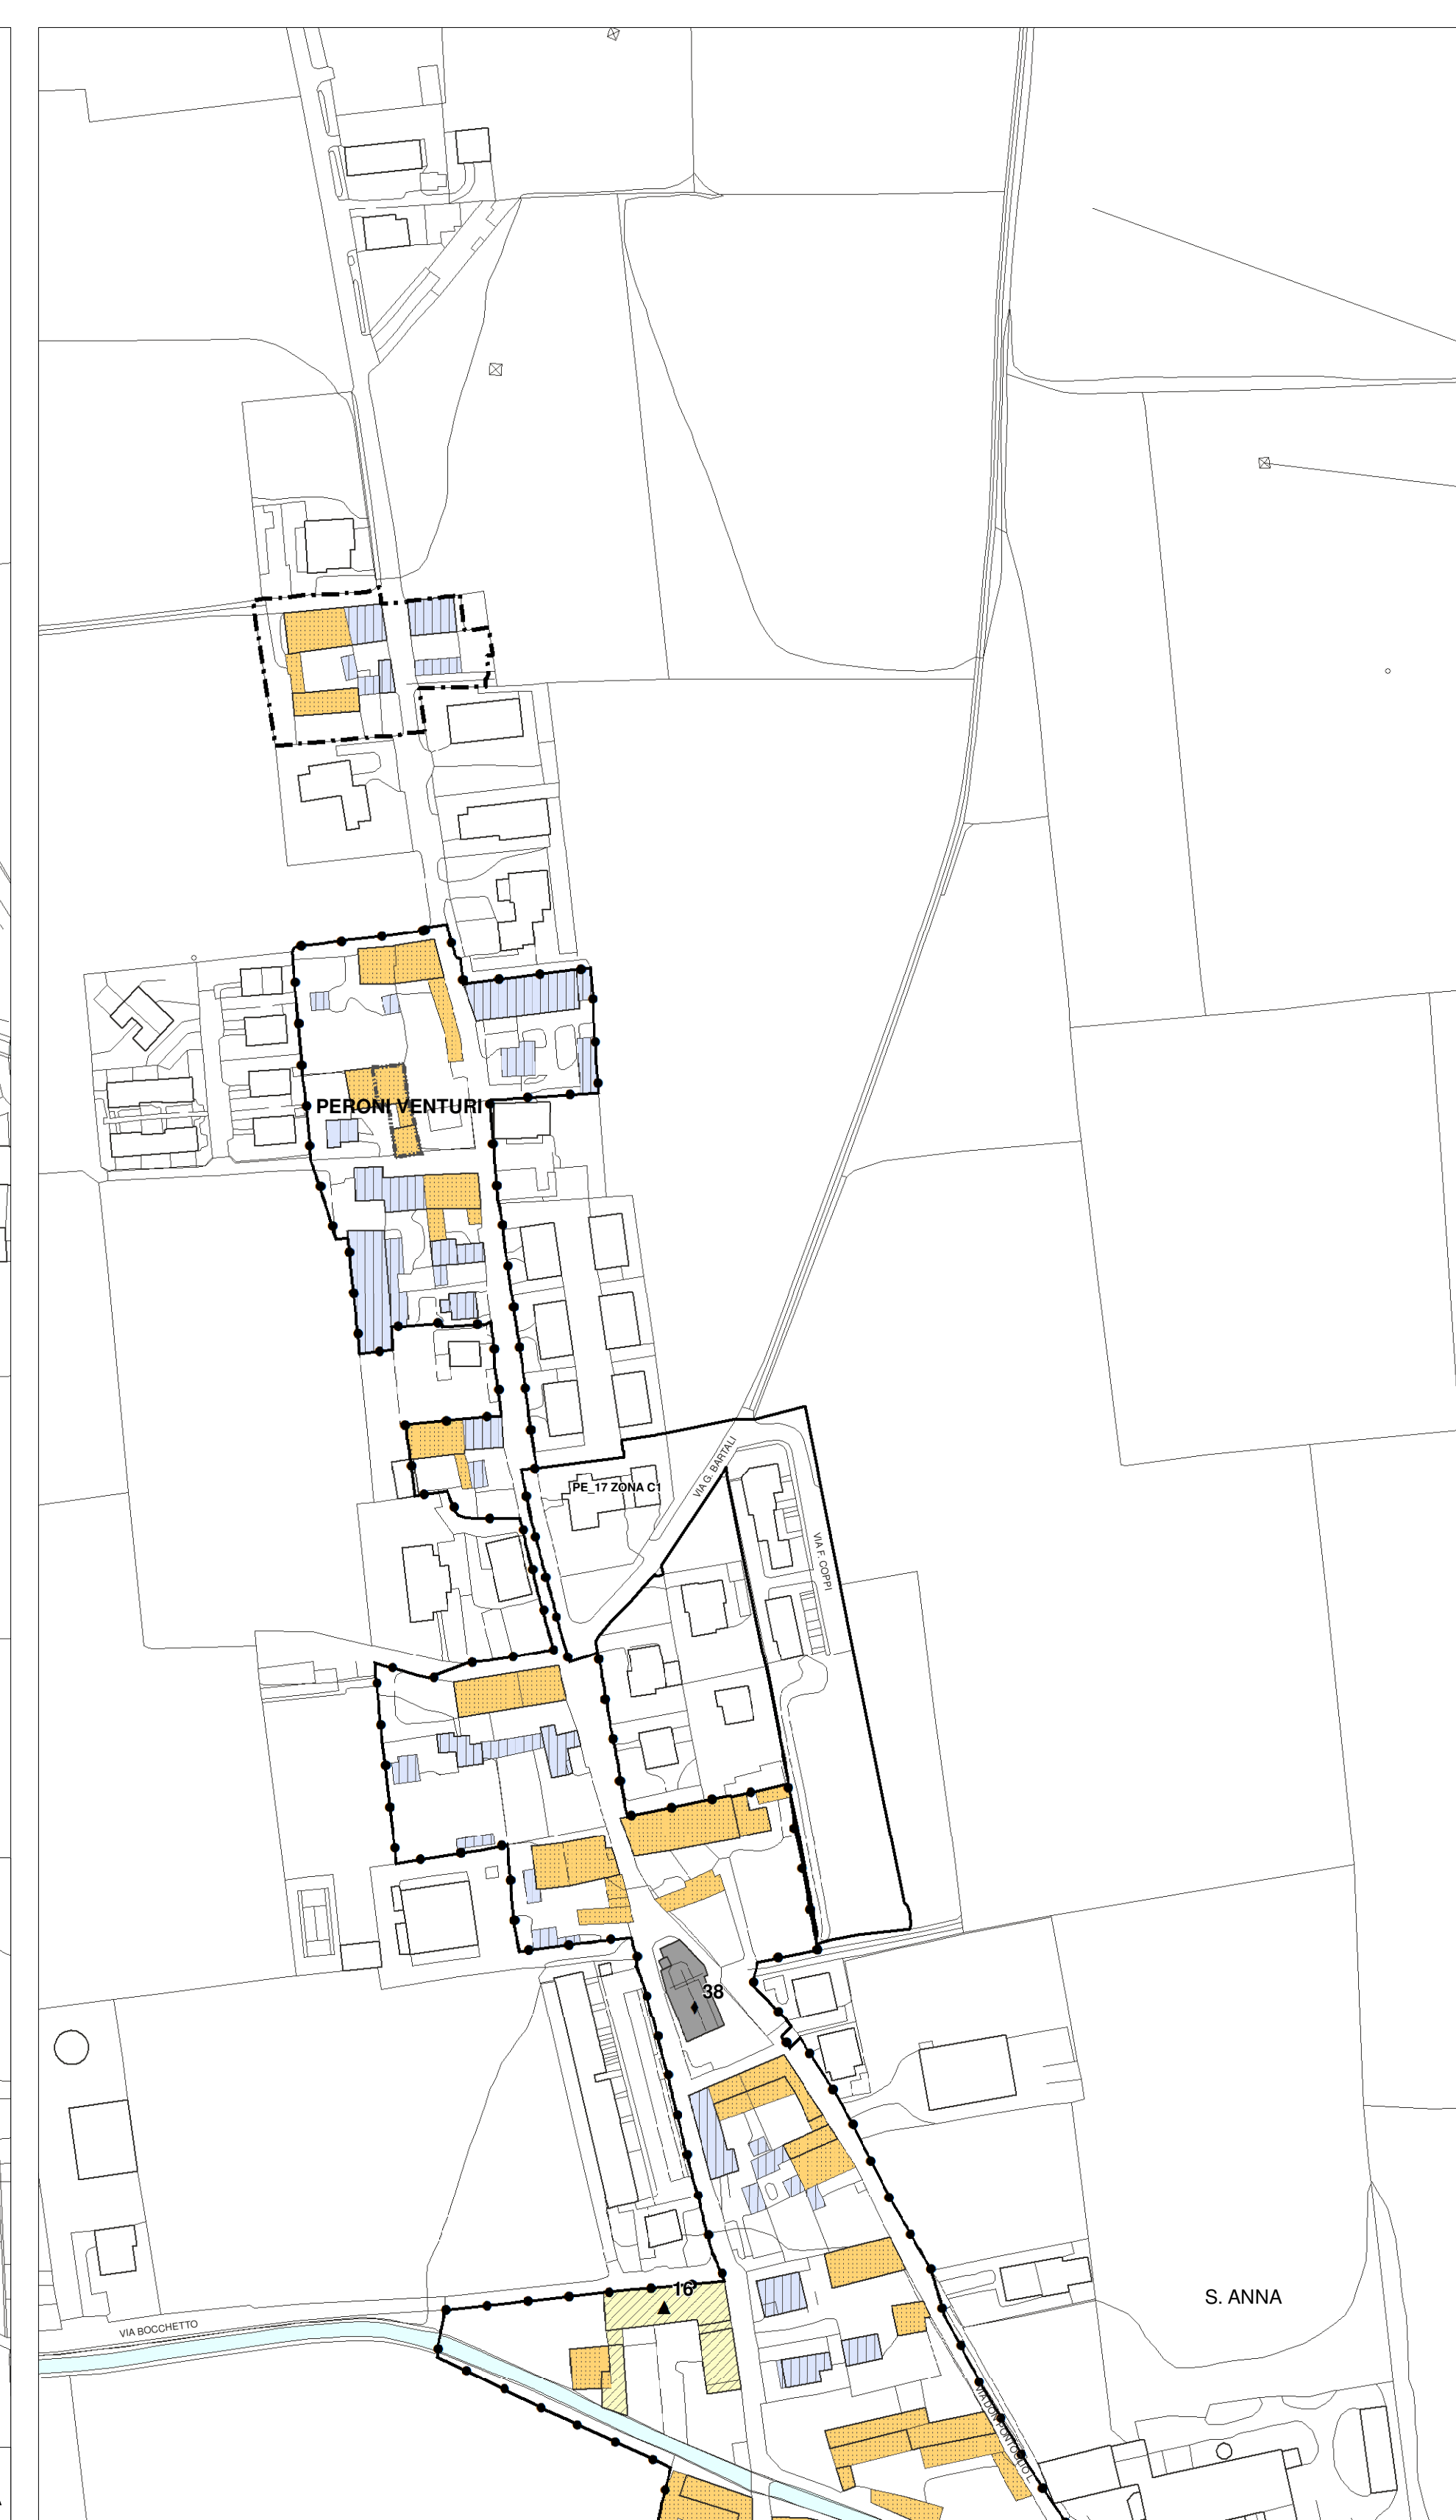 PERONI VENTURI
VIA G. BARTALI
PE_17 ZONA C1
VIA F. COPPI
38
16
S. ANNA
VIA BOCCHETTO